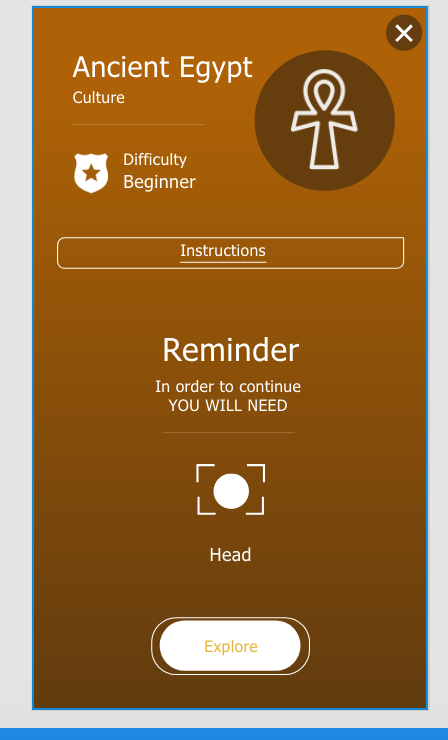 Ancient Egypt
Culture
Difficulty
Beginner
Instructions
Reminder
In order to continue
YOU WILL NEED
Head
Explore